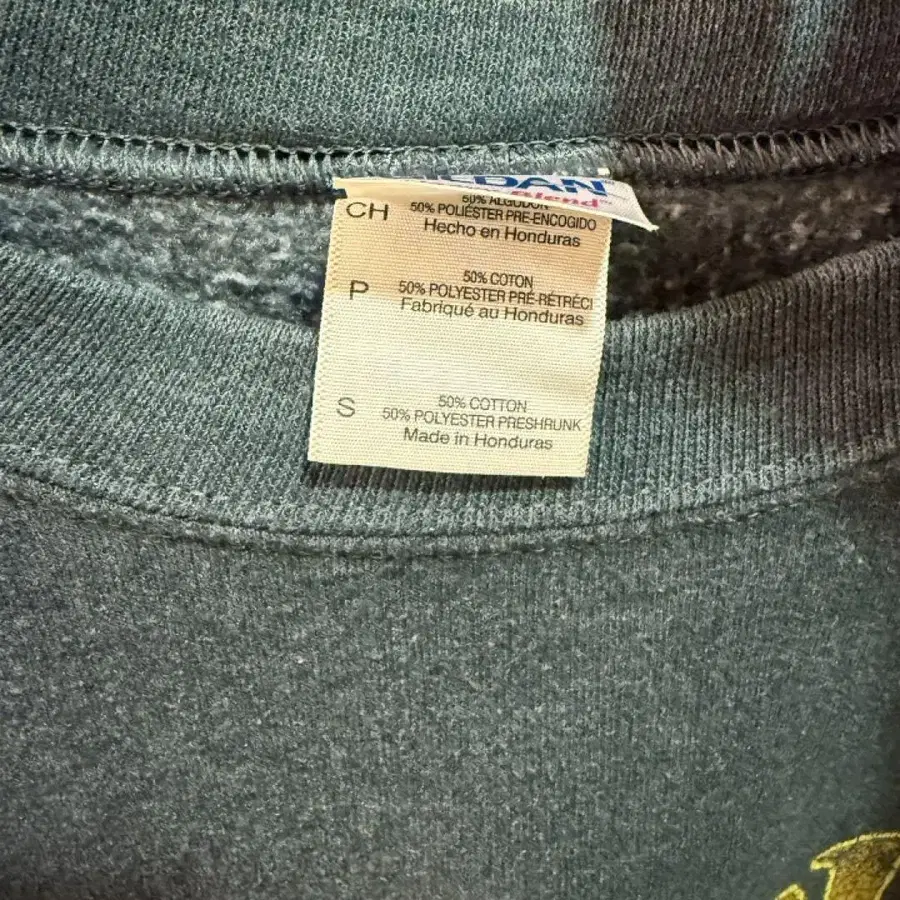 Blend™
50% ALGODON
CH
50% POLIÉSTER PRE-ENCOGIDO
Hecho en Honduras
50% COTON
P
50% POLYESTER PRÉ-RÉTRÉCI
Fabriqué au Honduras
50% COTTON
S
50% POLYESTER PRESHRUNK
Made in Honduras